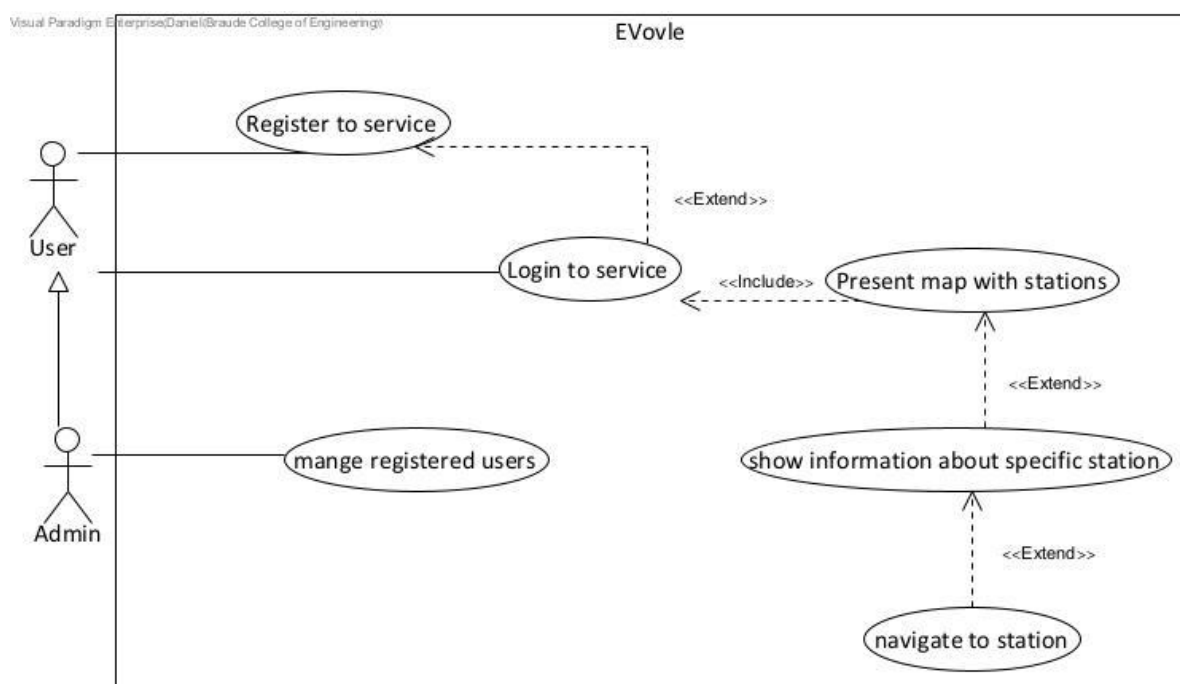 Visual Paradigm Enterprise(Daniel(Braude College of Engineering))
EVovle
Register to service
<<Extend>>
User
Login to service
<<Include>>
Present map with stations
<<Extend>>
mange registered users
show information about specific station
Admin
<<Extend>>
navigate to station